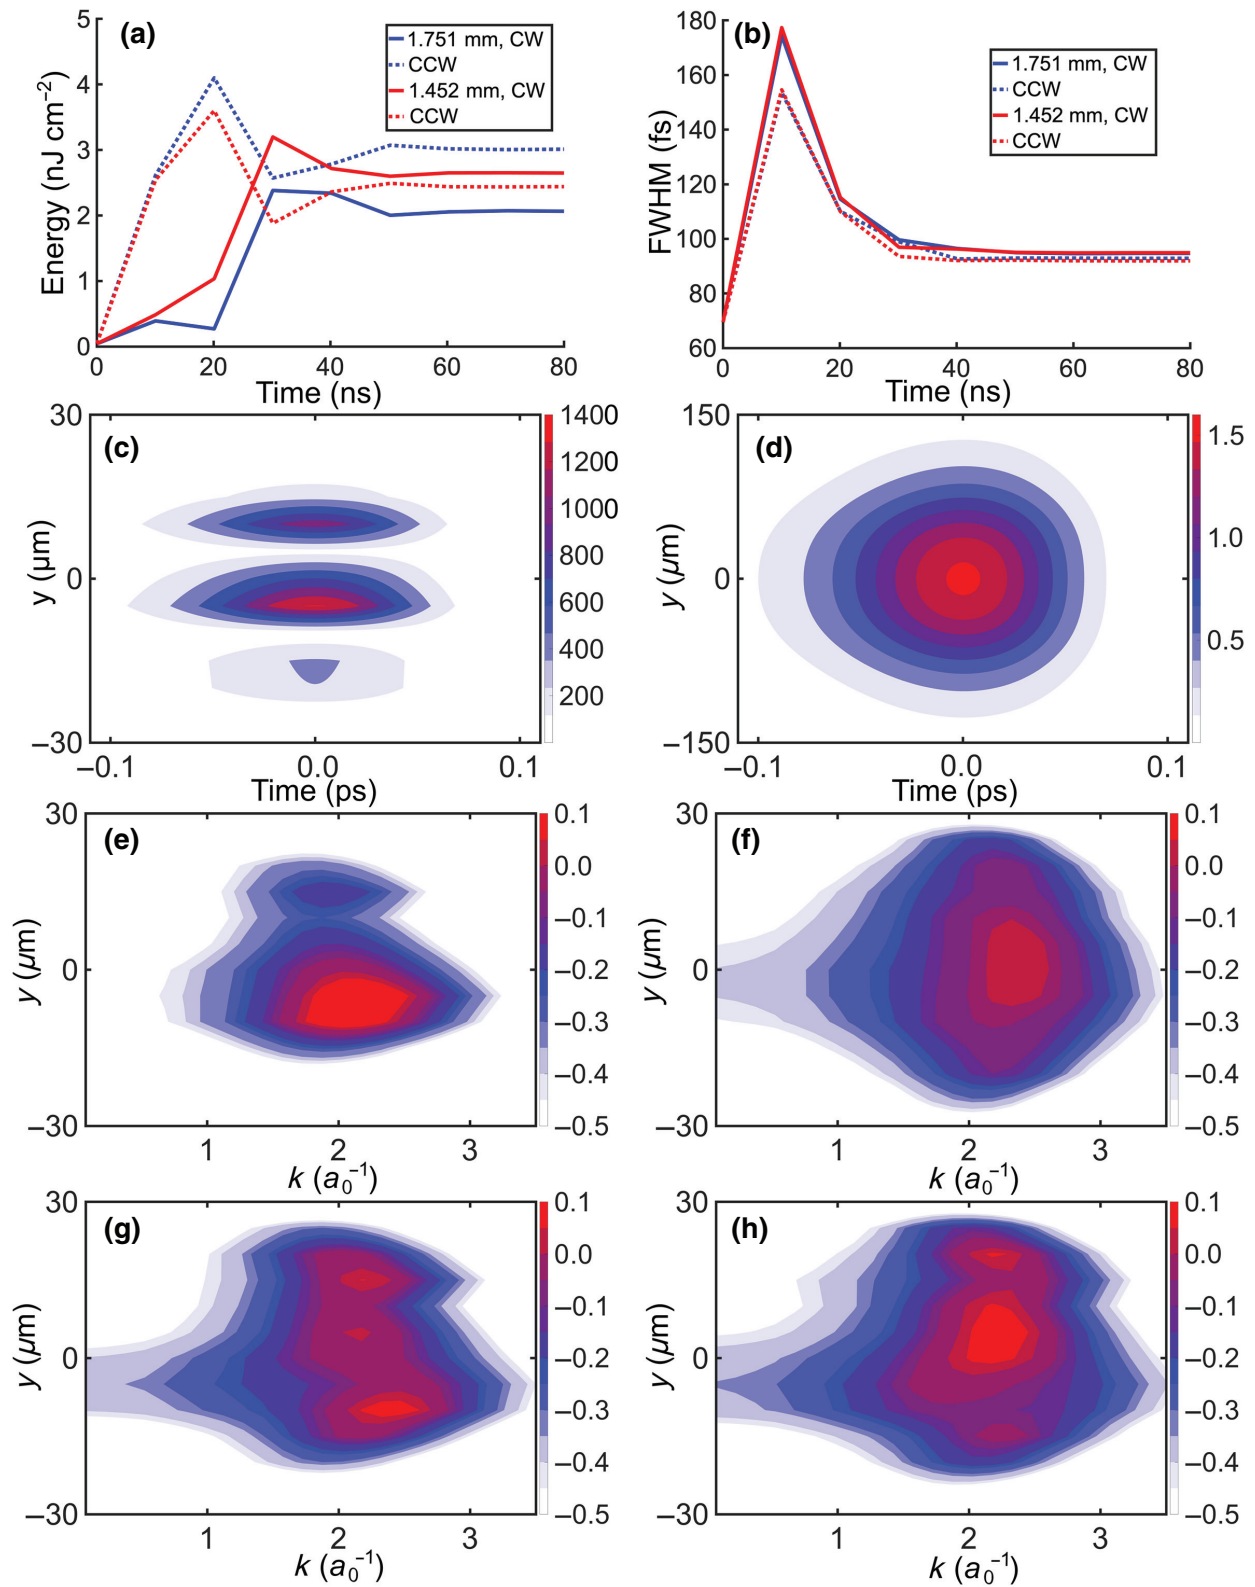 (a)
Energy (nJ cm⁻²)
5
4
3
2
1
0
1.751 mm, CW
CCW
1.452 mm, CW
CCW
0 20 40 60 80
Time (ns)
(b)
FWHM (fs)
180
160
140
120
100
80
60
1.751 mm, CW
CCW
1.452 mm, CW
CCW
0 20 40 60 80
Time (ns)
(c)
y (μm)
30
0
–30
–0.1 0.0 0.1
Time (ps)
1400
1200
1000
800
600
400
200
(d)
y (μm)
150
0
–150
–0.1 0.0 0.1
Time (ps)
1.5
1.0
0.5
(e)
y (μm)
30
0
–30
1 2 3
k (a₀⁻¹)
0.1
0.0
–0.1
–0.2
–0.3
–0.4
–0.5
(f)
y (μm)
30
0
–30
1 2 3
k (a₀⁻¹)
0.1
0.0
–0.1
–0.2
–0.3
–0.4
–0.5
(g)
y (μm)
30
0
–30
1 2 3
k (a₀⁻¹)
0.1
0.0
–0.1
–0.2
–0.3
–0.4
–0.5
(h)
y (μm)
30
0
–30
1 2 3
k (a₀⁻¹)
0.1
0.0
–0.1
–0.2
–0.3
–0.4
–0.5